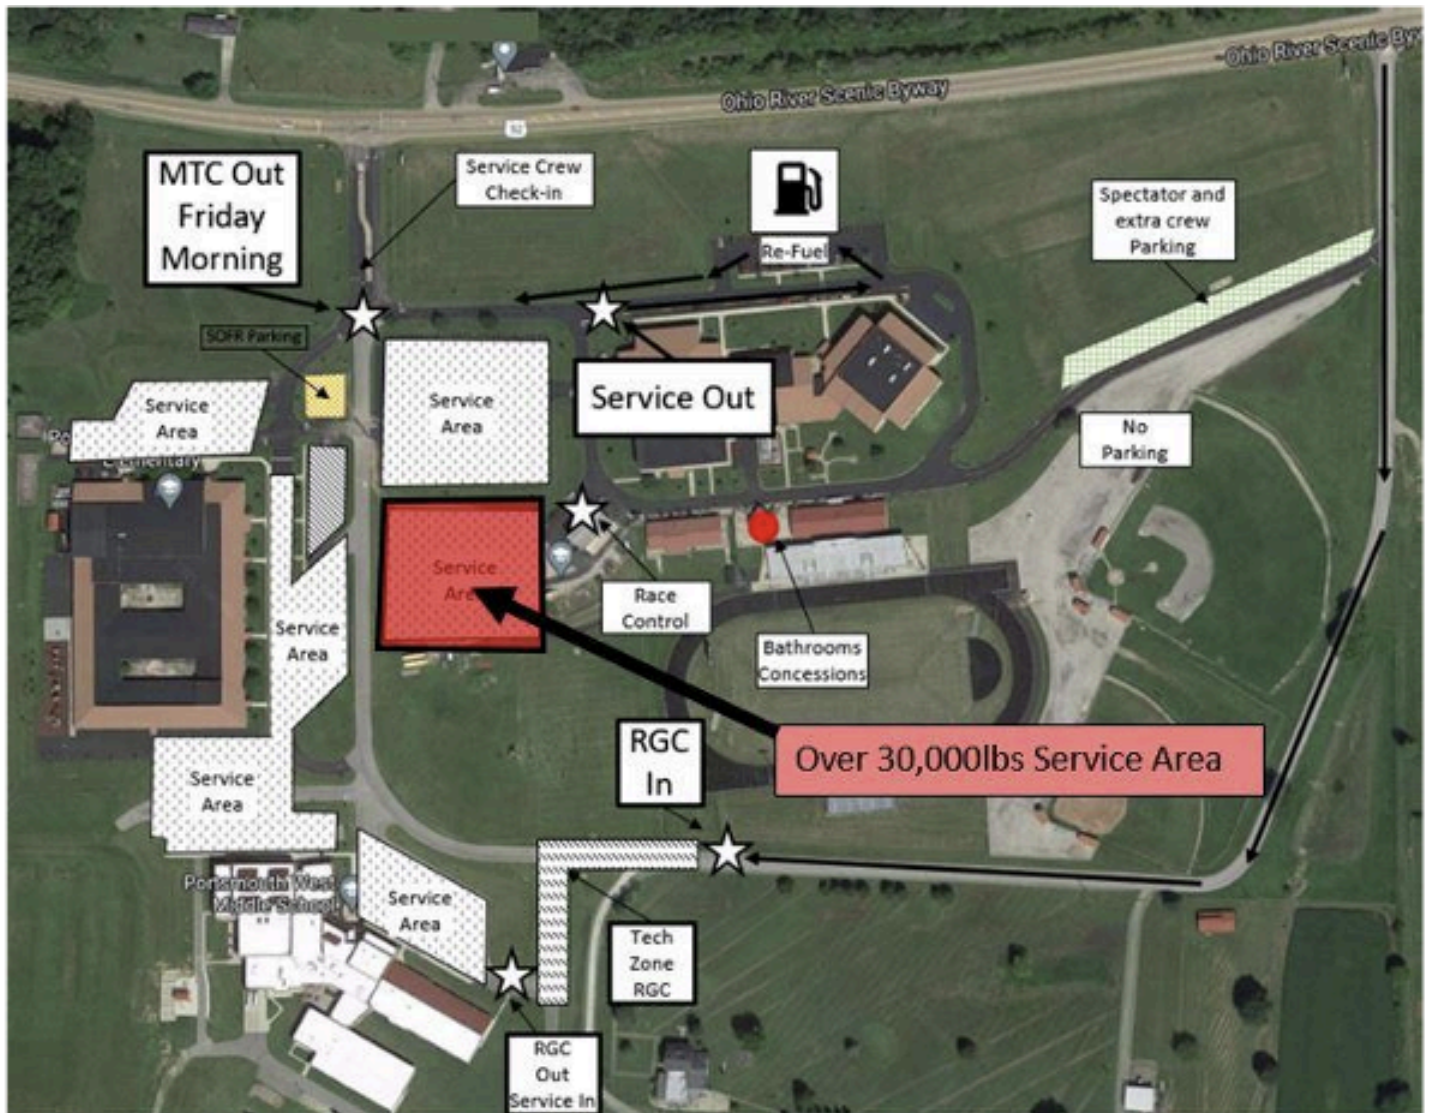 Ohio River Scenic Byway
Ohio River Scenic By
52
MTC Out
Friday
Morning
Service Crew
Check-in
Re-Fuel
Spectator and
extra crew
Parking
SOFR Parking
Service
Area
Service
Area
Service Out
No
Parking
Elementary
Service
Area
Race
Control
Service
Area
Bathrooms
Concessions
RGC
In
Over 30,000lbs Service Area
Service
Area
Portsmouth West
Middle School
Service
Area
Tech
Zone
RGC
RGC
Out
Service In